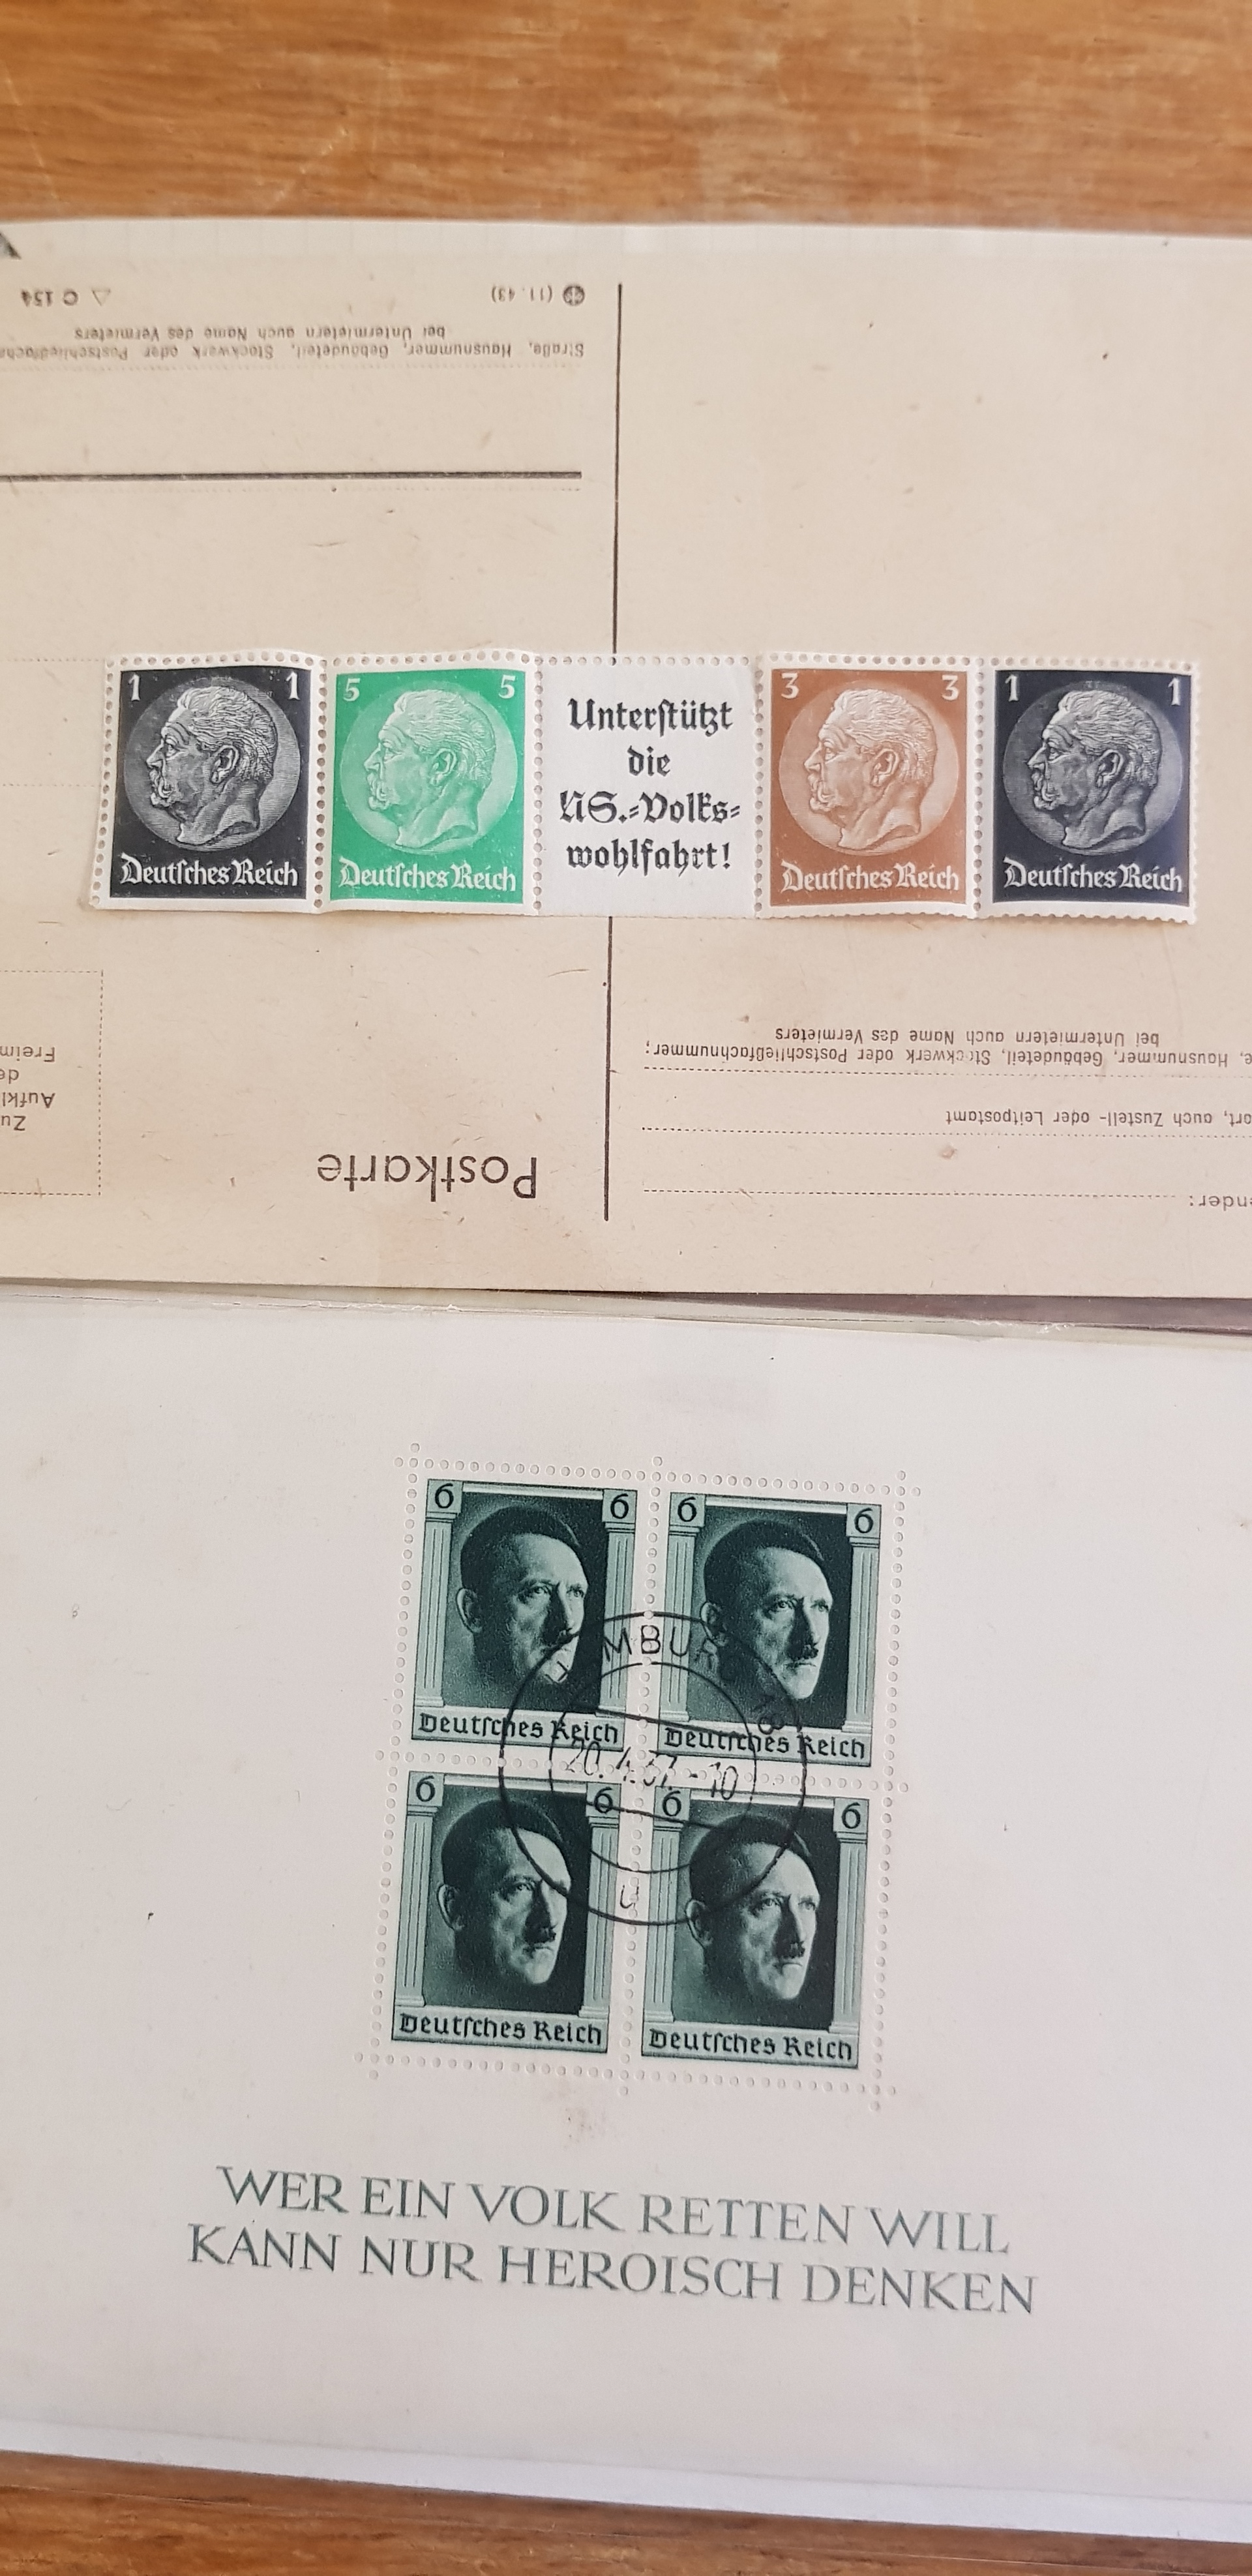 △ C 154
(11. 43)
bei Untermietern auch Name des Vermieters
Straße, Hausnummer, Gebäudeteil, Stockwerk oder
1 1
Deutsches Reich
5 5
Deutsches Reich
Unterstützt
die
NS.-Volks-
wohlfahrt!
3 3
Deutsches Reich
1 1
Deutsches Reich
bei Untermietern auch Name des Vermieters
Hausnummer, Gebäudeteil, Stockwerk oder Postschließfachnummer;
auch Zustell- oder Leitpostamt
Postkarte
6 6
Deutsches Reich
6 6
Deutsches Reich
MBUR
18
20.4.37.-10
u
6 6
Deutsches Reich
6 6
Deutsches Reich
WER EIN VOLK RETTEN WILL
KANN NUR HEROISCH DENKEN